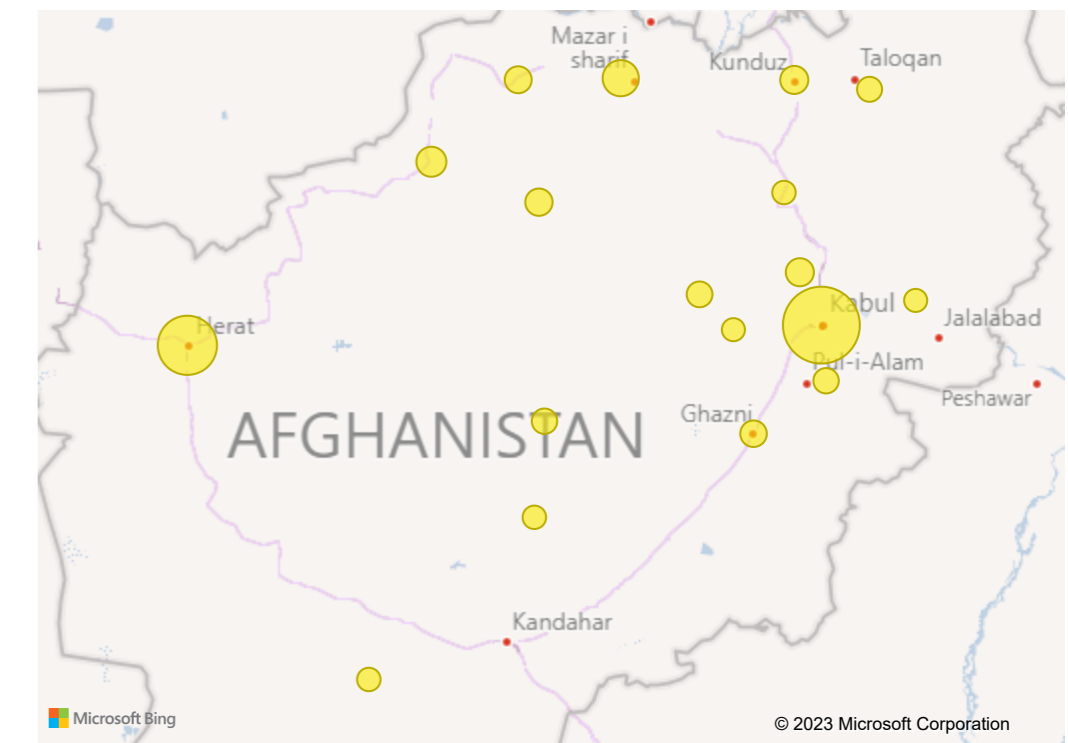 Mazar i
sharif
Kunduz
Taloqan
Kabul
Jalalabad
Herat
Pul-i-Alam
Peshawar
Ghazni
AFGHANISTAN
Kandahar
Microsoft Bing
© 2023 Microsoft Corporation